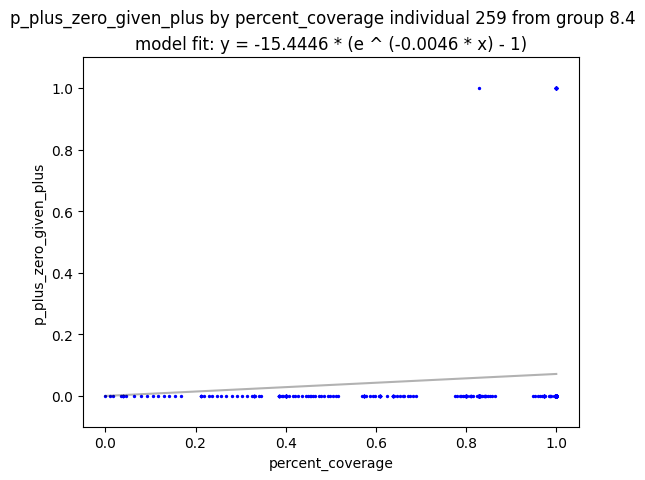 p_plus_zero_given_plus by percent_coverage individual 259 from group 8.4
model fit: y = -15.4446 * (e ^ (-0.0046 * x) - 1)
1.0
0.8
0.6
0.4
0.2
0.0
p_plus_zero_given_plus
0.0 0.2 0.4 0.6 0.8 1.0
percent_coverage